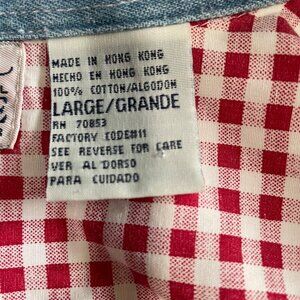 MADE IN HONG KONG
HECHO EN HONG KONG
100% COTTON/ALGODON
LARGE/GRANDE
RN 70853
FACTORY CODE#11
SEE REVERSE FOR CARE
VER AL DORSO
PARA CUIDADO